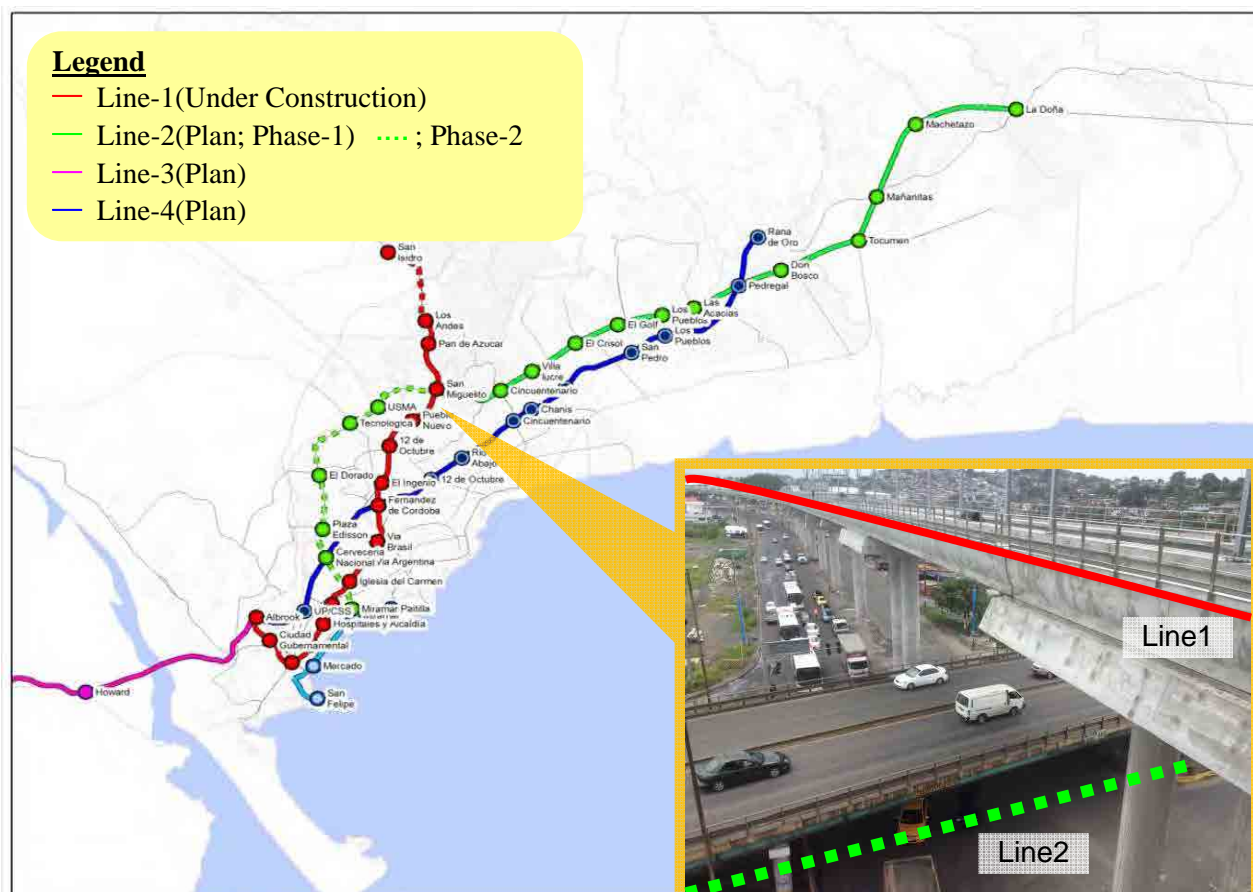 Legend
Line-1(Under Construction)
Line-2(Plan; Phase-1) ; Phase-2
Line-3(Plan)
Line-4(Plan)
La Doña
Machetazo
Mañanitas
Tocumen
Don
Bosco
Rana
de Oro
Pedregal
Las
Acacias
Los
Pueblos
Los
Pueblos
El Golf
San
Pedro
El Crisol
Villa
lucre
Cincuentenario
Chanis
Cincuentenario
San
Isidro
Los
Andes
Pan de Azucar
San
Miguelito
USMA
Tecnologica
Pueblo
Nuevo
12 de
Octubre
Rio
Abajo
12 de Octubre
El Dorado
El Ingenio
Fernandez
de Cordoba
Plaza
Edisson
Via
Brasil
Cerveceria
Nacional
Via Argentina
Iglesia del Carmen
Albrook
UP/CSS
Miramar Paitilla
Hospitales y Alcaldía
Ciudad
Gubernamental
Mercado
San
Felipe
Howard
Line1
Line2